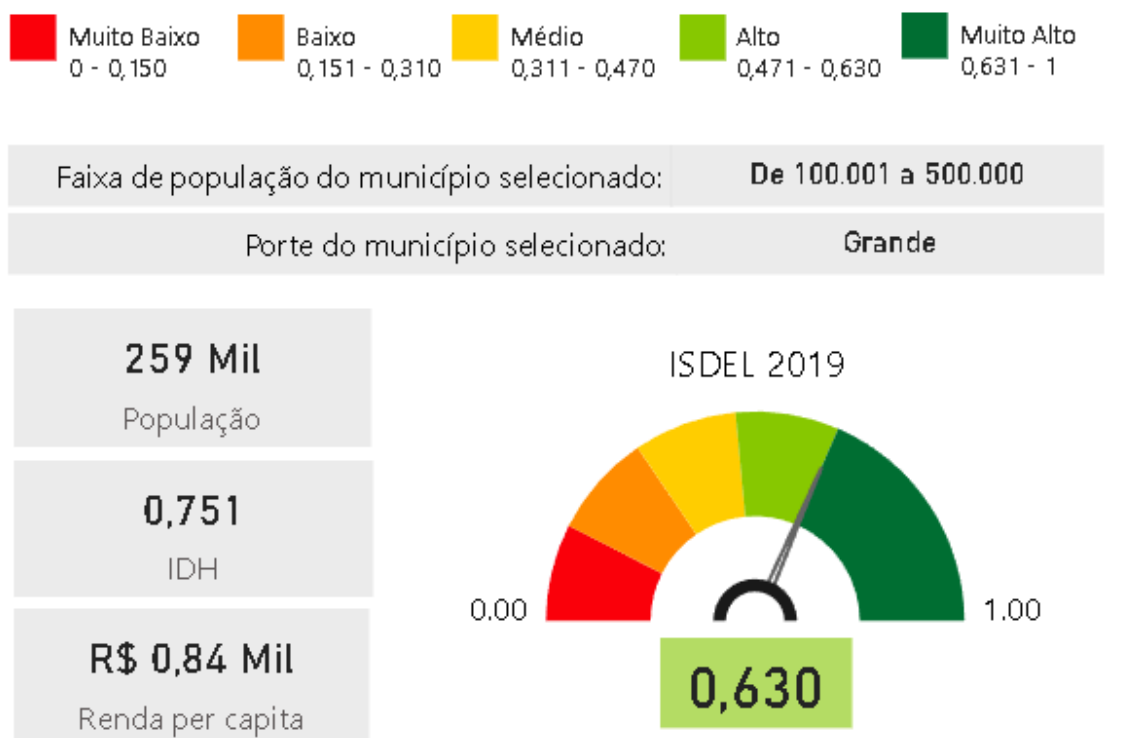 Muito Baixo
0 - 0,150
Baixo
0,151 - 0,310
Médio
0,311 - 0,470
Alto
0,471 - 0,630
Muito Alto
0,631 - 1
Faixa de população do município selecionado: De 100.001 a 500.000
Porte do município selecionado: Grande
259 Mil
População
0,751
IDH
R$ 0,84 Mil
Renda per capita
ISDEL 2019
0.00
1.00
0,630